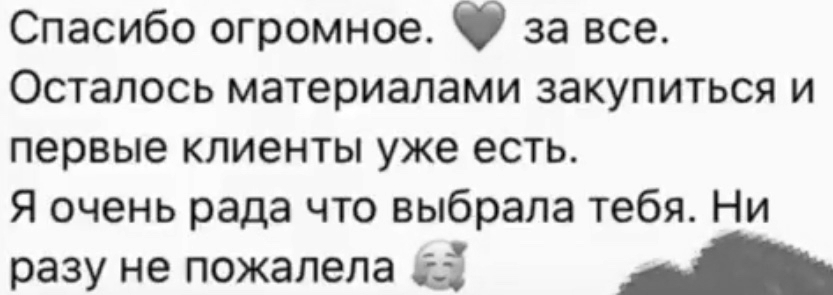 Спасибо огромное. 🖤 за все.
Осталось материалами закупиться и
первые клиенты уже есть.
Я очень рада что выбрала тебя. Ни
разу не пожалела 🥰